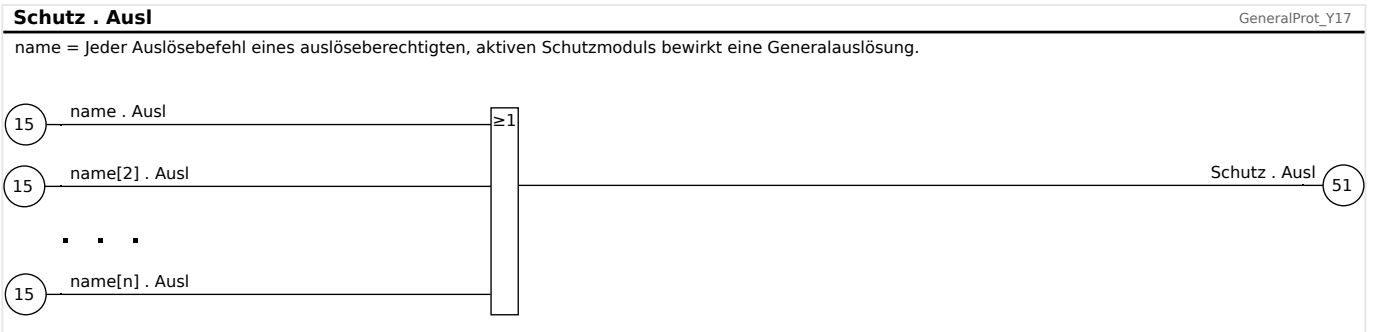 Schutz . Ausl
GeneralProt_Y17
name = Jeder Auslösebefehl eines auslöseberechtigten, aktiven Schutzmoduls bewirkt eine Generalauslösung.
name . Ausl
15
≥1
name[2] . Ausl
15
Schutz . Ausl
51
. . .
name[n] . Ausl
15